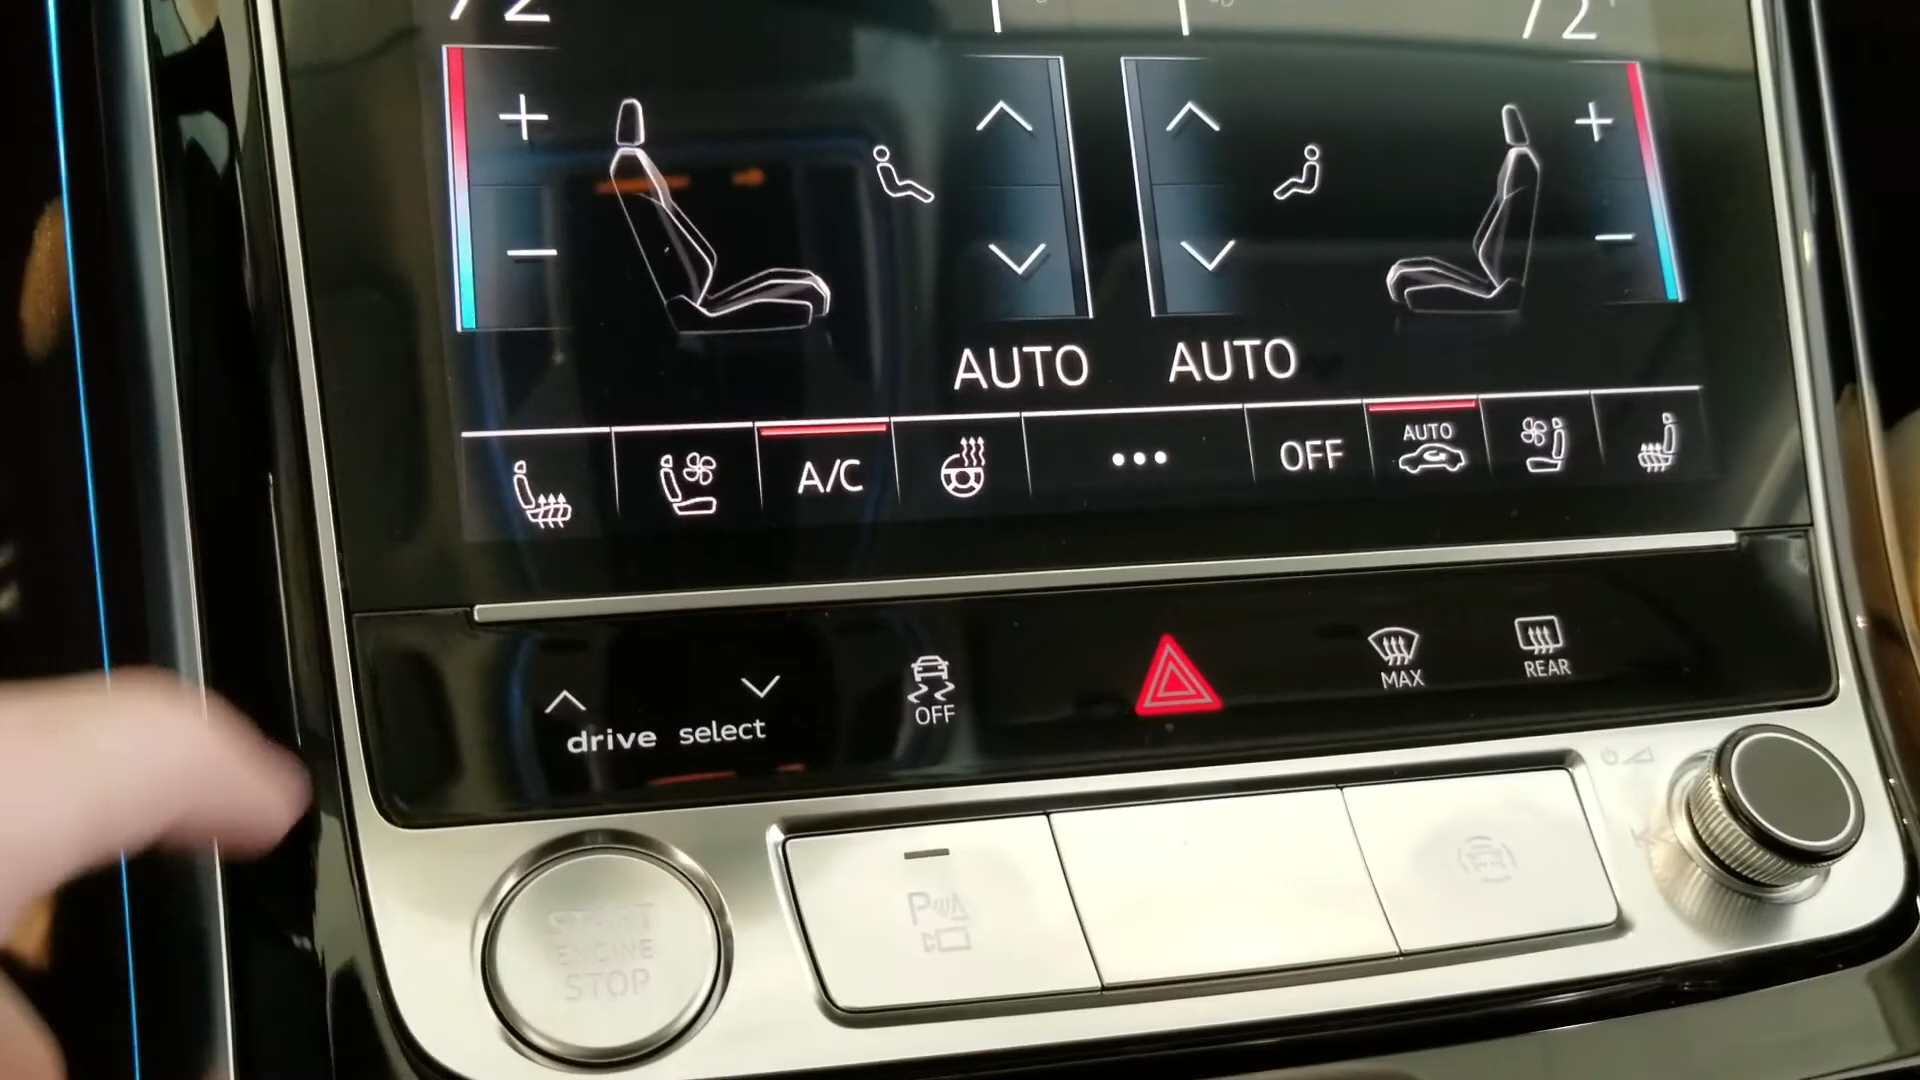 72 72
AUTO AUTO
A/C ••• OFF AUTO
drive select OFF MAX REAR
START
ENGINE
STOP
P